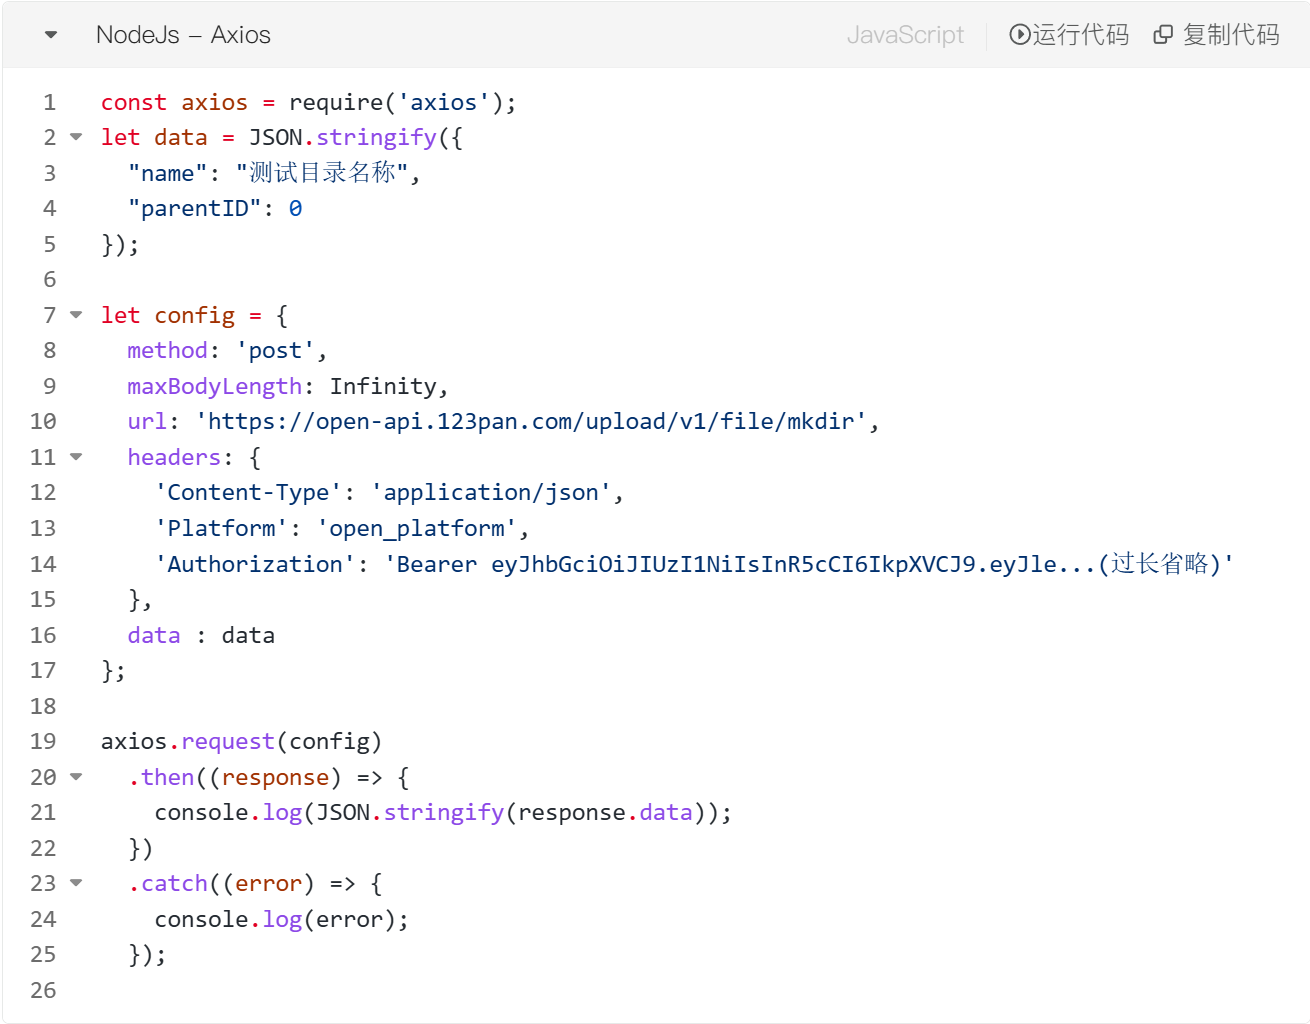 NodeJs – Axios
JavaScript
运行代码
复制代码
1 const axios = require('axios');
2 let data = JSON.stringify({
3   "name": "测试目录名称",
4   "parentID": 0
5 });
6
7 let config = {
8   method: 'post',
9   maxBodyLength: Infinity,
10   url: 'https://open-api.123pan.com/upload/v1/file/mkdir',
11   headers: {
12     'Content-Type': 'application/json',
13     'Platform': 'open_platform',
14     'Authorization': 'Bearer eyJhbGciOiJIUzI1NiIsInR5cCI6IkpXVCJ9.eyJle...(过长省略)'
15   },
16   data : data
17 };
18
19 axios.request(config)
20   .then((response) => {
21     console.log(JSON.stringify(response.data));
22   })
23   .catch((error) => {
24     console.log(error);
25   });
26